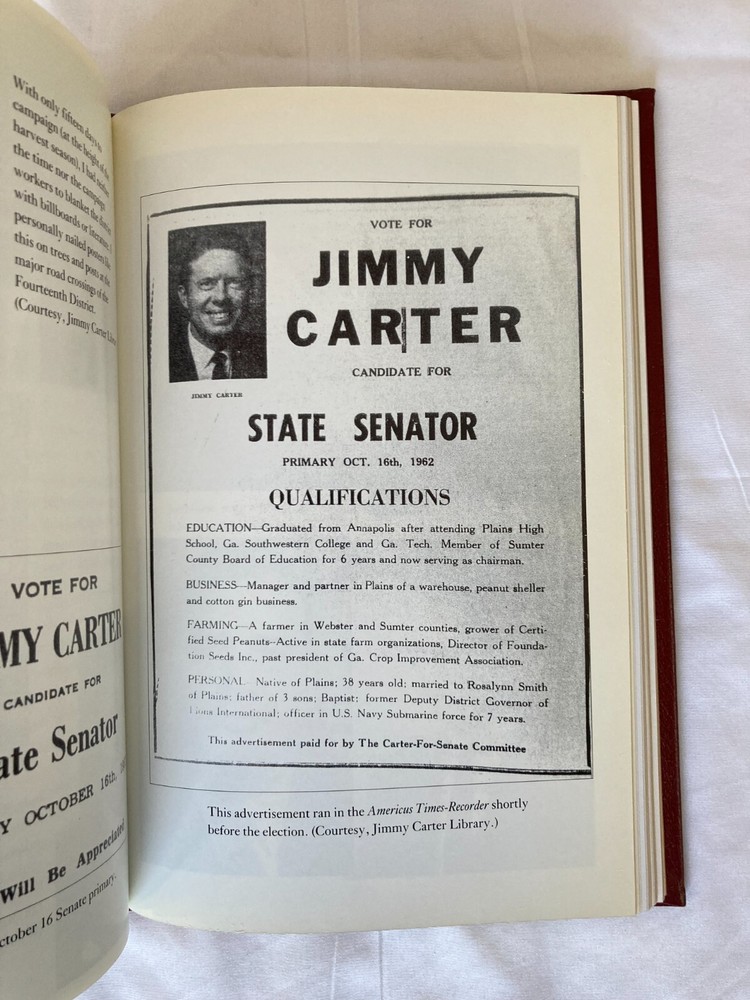 With only fifteen days to
campaign (at the height of the
harvest season), I had neither
the time nor the campaign
workers to blanket the district
with billboards or literature. I
personally nailed posters like
this on trees and posts at the
major road crossings of the
Fourteenth District.
(Courtesy, Jimmy Carter
VOTE FOR
MY CARTER
CANDIDATE FOR
ate Senator
Y OCTOBER 16th,
Will Be Appreciated
ctober 16 Senate primary.
VOTE FOR
JIMMY
CARTER
CANDIDATE FOR
JIMMY CARTER
STATE SENATOR
PRIMARY OCT. 16th, 1962
QUALIFICATIONS
EDUCATION—Graduated from Annapolis after attending Plains High
School, Ga. Southwestern College and Ga. Tech. Member of Sumter
County Board of Education for 6 years and now serving as chairman.
BUSINESS—Manager and partner in Plains of a warehouse, peanut sheller
and cotton gin business.
FARMING—A farmer in Webster and Sumter counties, grower of Certi-
fied Seed Peanuts--Active in state farm organizations, Director of Founda-
tion Seeds Inc., past president of Ga. Crop Improvement Association.
PERSONAL—Native of Plains; 38 years old; married to Rosalynn Smith
of Plains; father of 3 sons; Baptist; former Deputy District Governor of
Lions International; officer in U.S. Navy Submarine force for 7 years.
This advertisement paid for by The Carter-For-Senate Committee
This advertisement ran in the Americus Times-Recorder shortly
before the election. (Courtesy, Jimmy Carter Library.)